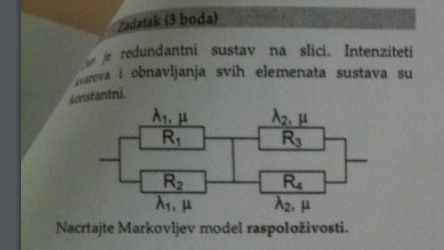 Zadatak (3 boda)
je redundantni sustav na slici. Intenziteti
kvarova i obnavljanja svih elemenata sustava su
konstantni.
λ₁, μ λ₂, μ
R₁ R₃
R₂ R₄
λ₁, μ λ₂, μ
Nacrtajte Markovljev model raspoloživosti.